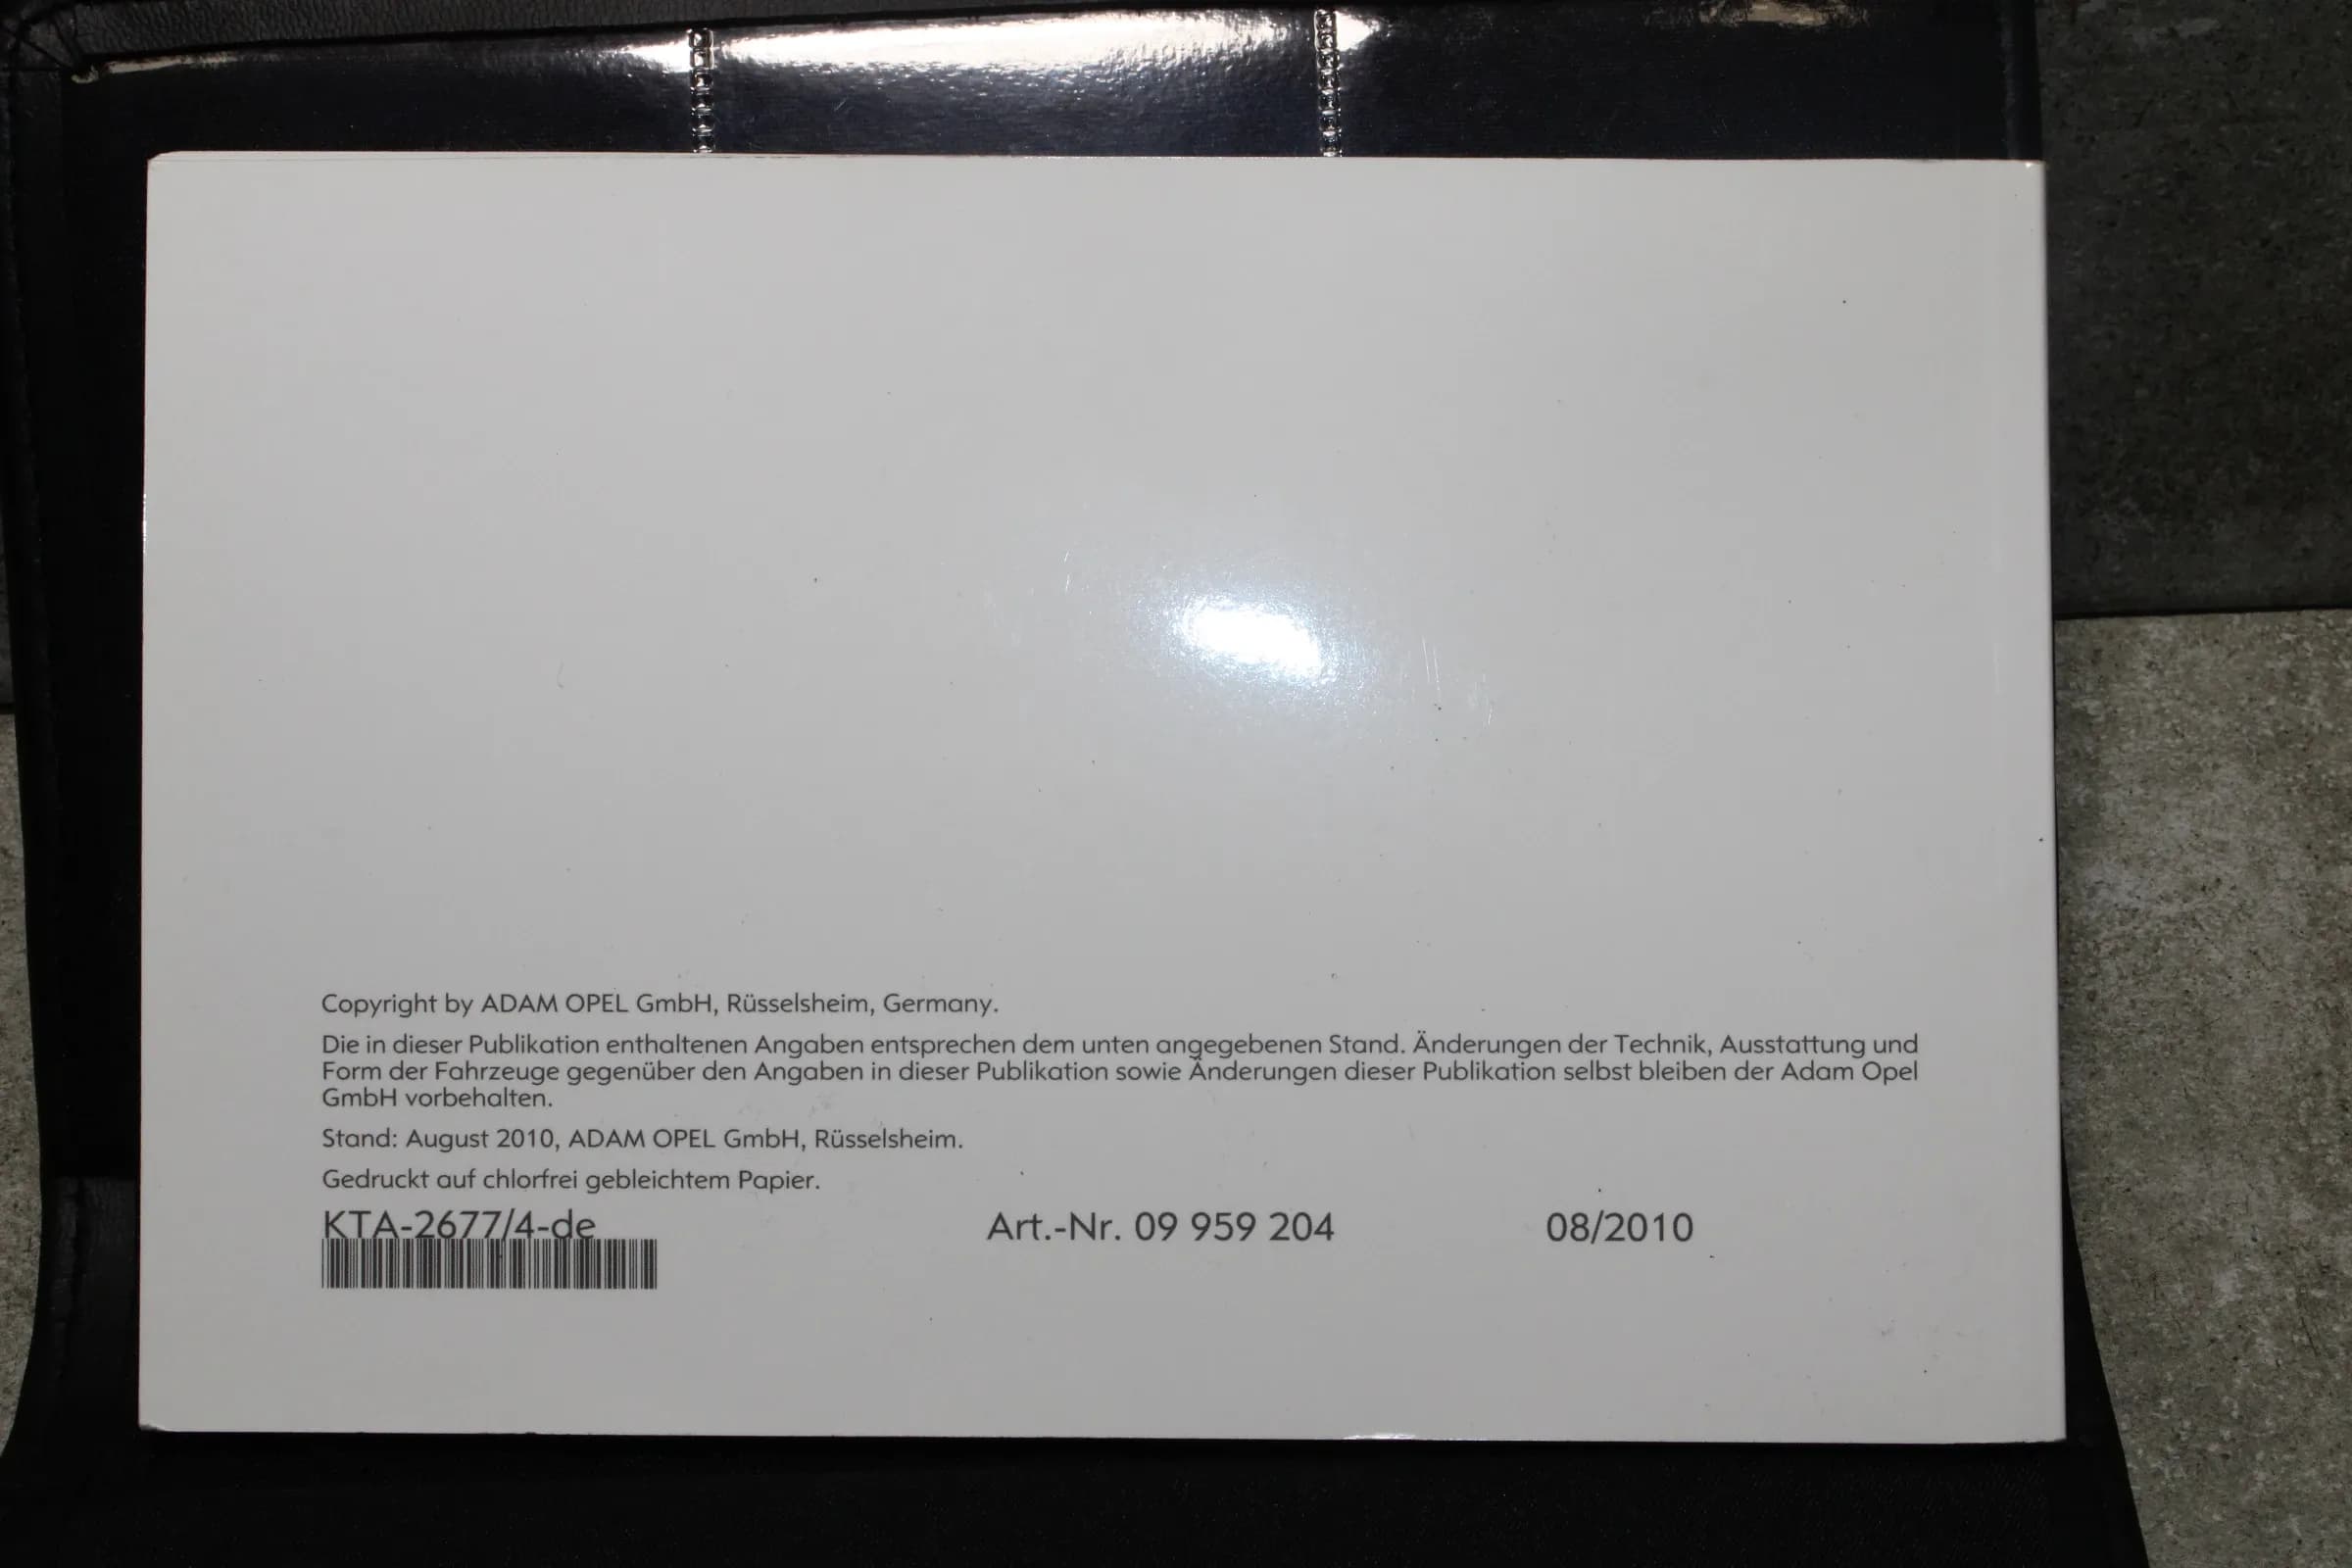 Copyright by ADAM OPEL GmbH, Rüsselsheim, Germany.
Die in dieser Publikation enthaltenen Angaben entsprechen dem unten angegebenen Stand. Änderungen der Technik, Ausstattung und
Form der Fahrzeuge gegenüber den Angaben in dieser Publikation sowie Änderungen dieser Publikation selbst bleiben der Adam Opel
GmbH vorbehalten.
Stand: August 2010, ADAM OPEL GmbH, Rüsselsheim.
Gedruckt auf chlorfrei gebleichtem Papier.
KTA-2677/4-de Art.-Nr. 09 959 204 08/2010